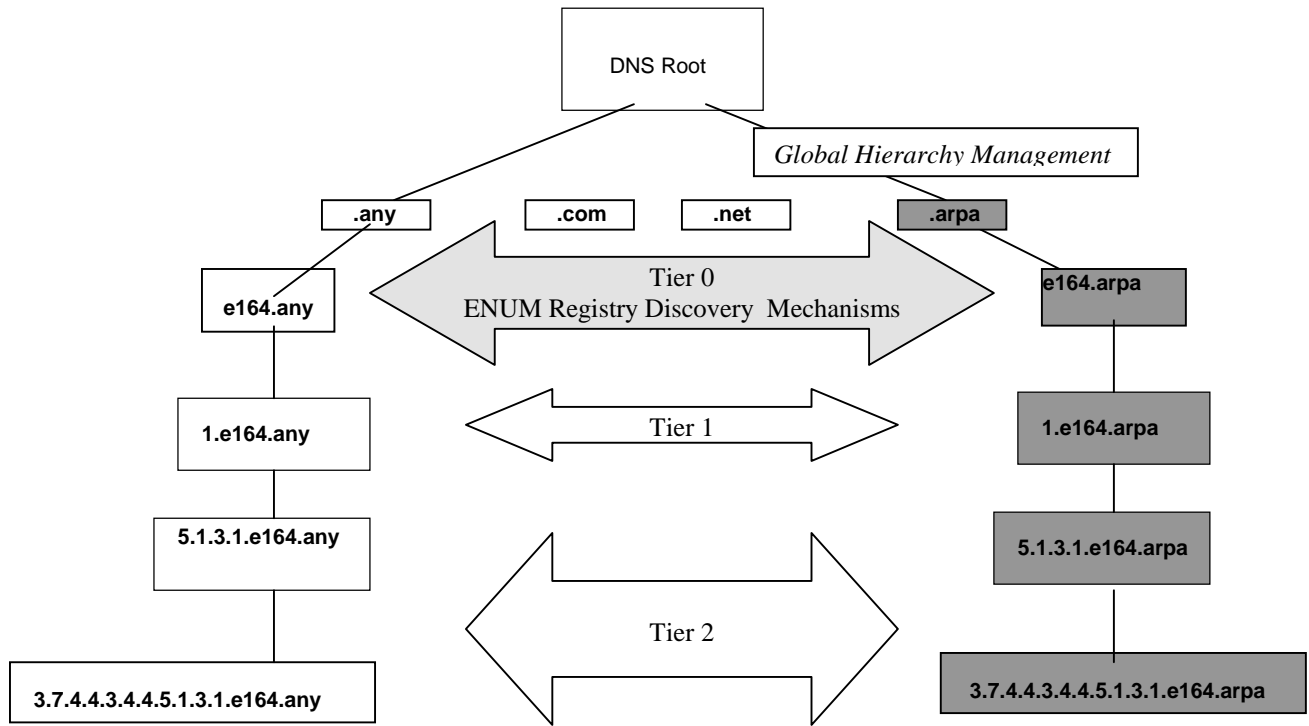 DNS Root
Global Hierarchy Management
.any
.com
.net
.arpa
Tier 0
ENUM Registry Discovery Mechanisms
e164.any
e164.arpa
1.e164.any
Tier 1
1.e164.arpa
5.1.3.1.e164.any
5.1.3.1.e164.arpa
Tier 2
3.7.4.4.3.4.4.5.1.3.1.e164.any
3.7.4.4.3.4.4.5.1.3.1.e164.arpa